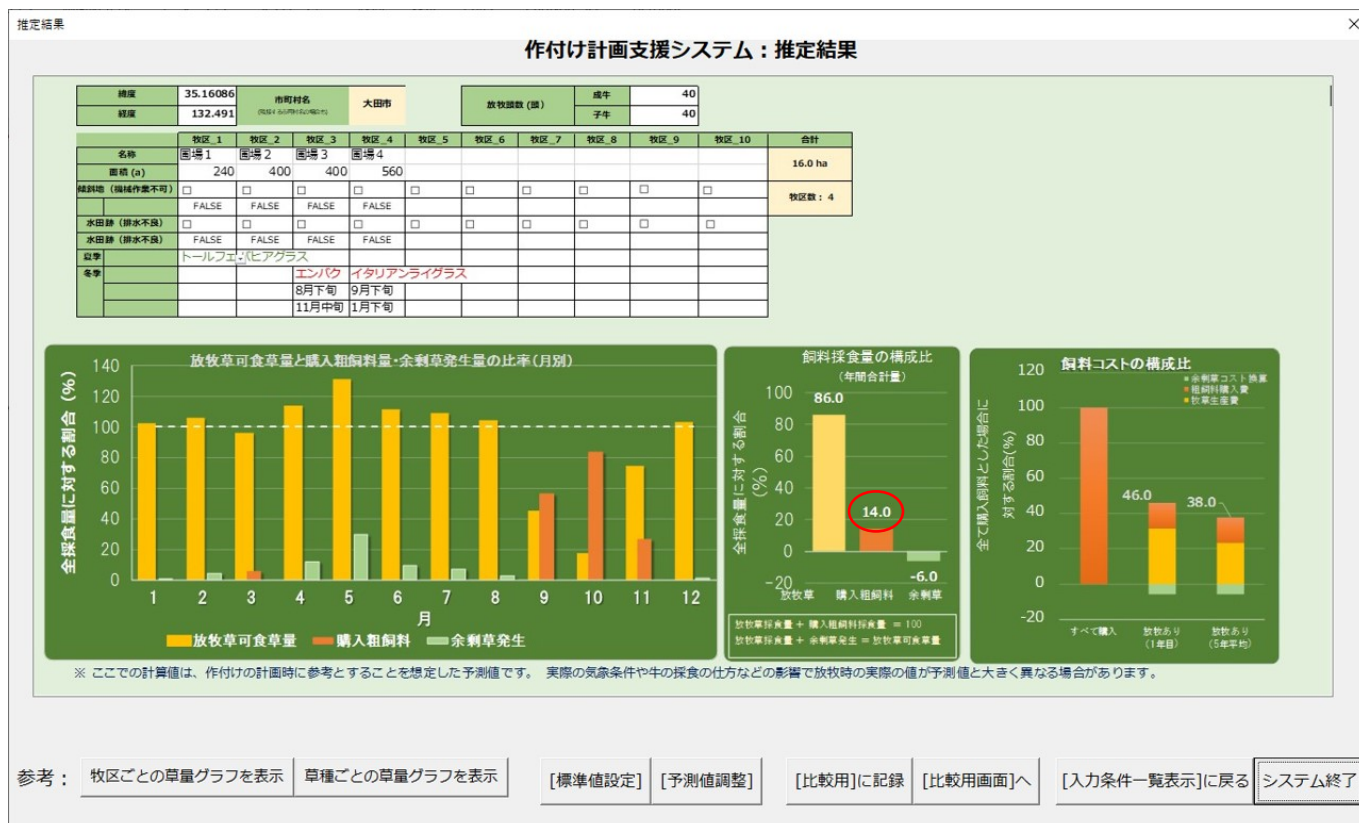 推定結果
作付け計画支援システム：推定結果
緯度 35.16086 市町村名 大田市 放牧頭数 (頭) 成牛 40
経度 132.491 子牛 40
牧区_1 牧区_2 牧区_3 牧区_4 牧区_5 牧区_6 牧区_7 牧区_8 牧区_9 牧区_10 合計
名称 圃場1 圃場2 圃場3 圃場4 16.0 ha
面積 (a) 240 400 400 560
傾斜地（機械作業不可） □ □ □ □ □ □ □ □ □ □ 牧区数： 4
FALSE FALSE FALSE FALSE
水田跡（排水不良） □ □ □ □ □ □ □ □ □ □
水田跡（排水不良） FALSE FALSE FALSE FALSE
夏季 トールフェ バヒアグラス
冬季 エンバク イタリアンライグラス
8月下旬 9月下旬
11月中旬 1月下旬
放牧草可食草量と購入粗飼料量・余剰草発生量の比率(月別)
全採食量に対する割合（%）
140
120
100
80
60
40
20
0
1 2 3 4 5 6 7 8 9 10 11 12
月
放牧草可食草量 購入粗飼料 余剰草発生
飼料採食量の構成比
（年間合計量）
全採食量に対する割合
(%)
100
80
60
40
20
0
-20
86.0
14.0
-6.0
放牧草 購入粗飼料 余剰草
放牧草採食量 + 購入粗飼料採食量 = 100
放牧草採食量 + 余剰草発生 = 放牧草可食草量
飼料コストの構成比
余剰草コスト換算
粗飼料購入費
牧草生産費
全て購入飼料とした場合に
対する割合(%)
120
100
80
60
40
20
0
-20
46.0
38.0
すべて購入 放牧あり 放牧あり
（1年目） （5年平均）
※ ここでの計算値は、作付けの計画時に参考とすることを想定した予測値です。 実際の気象条件や牛の採食の仕方などの影響で放牧時の実際の値が予測値と大きく異なる場合があります。
参考： 牧区ごとの草量グラフを表示 草種ごとの草量グラフを表示 [標準値設定] [予測値調整] [比較用]に記録 [比較用画面]へ [入力条件一覧表示]に戻る システム終了